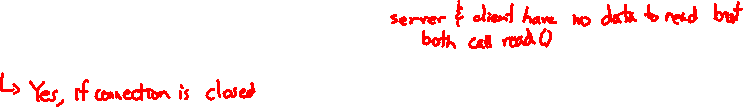 server & client have no data to read but
both call read()
↳ Yes, if connection is closed